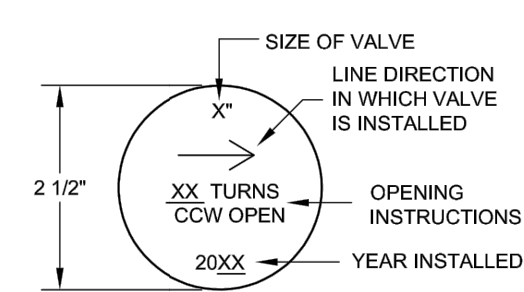 SIZE OF VALVE
LINE DIRECTION
IN WHICH VALVE
IS INSTALLED
X"
2 1/2"
XX TURNS
CCW OPEN
OPENING
INSTRUCTIONS
20XX
YEAR INSTALLED